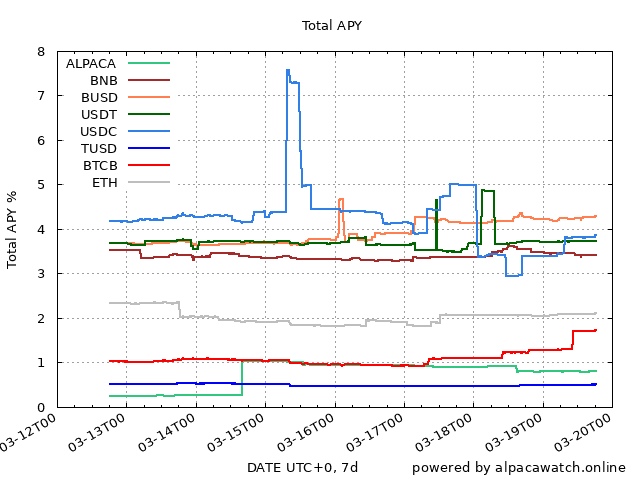 Total APY
8
7
6
5
4
3
2
1
0
Total APY %
ALPACA
BNB
BUSD
USDT
USDC
TUSD
BTCB
ETH
03-12T00
03-13T00
03-14T00
03-15T00
03-16T00
03-17T00
03-18T00
03-19T00
03-20T00
DATE UTC+0, 7d
powered by alpacawatch.online